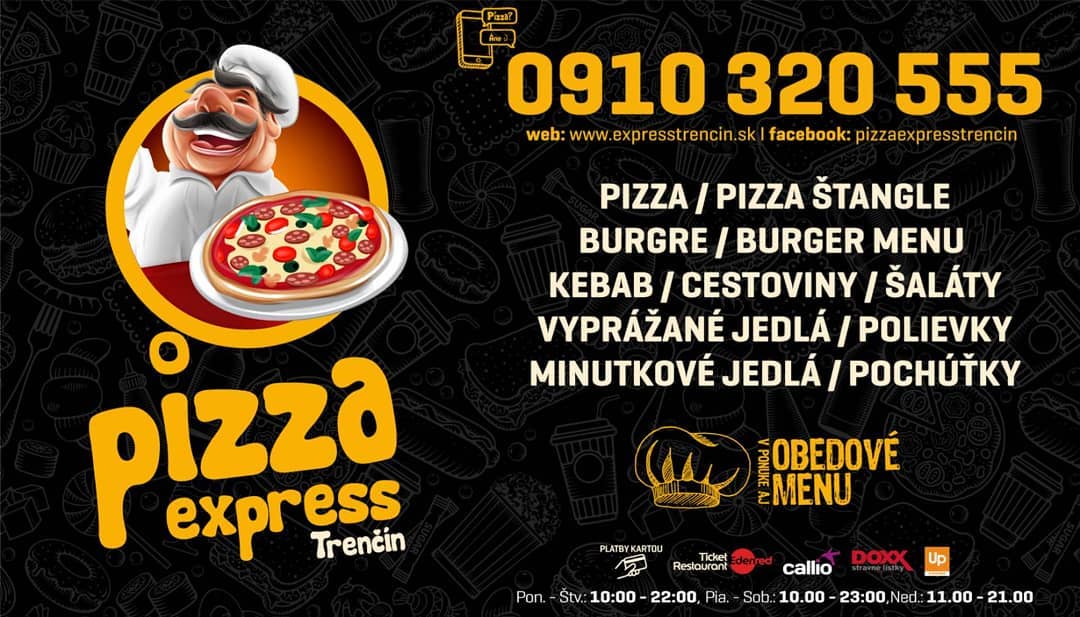 Pizza?
Áno :)
0910 320 555
web: www.expresstrencin.sk | facebook: pizzaexpresstrencin
PIZZA / PIZZA ŠTANGLE
BURGRE / BURGER MENU
KEBAB / CESTOVINY / ŠALÁTY
VYPRÁŽANÉ JEDLÁ / POLIEVKY
MINUTKOVÉ JEDLÁ / POCHÚŤKY
pizza
express
Trenčín
V PONUKE AJ
OBEDOVÉ
MENU
PLATBY KARTOU
Ticket
Restaurant
Edenred
callio
DOXX
stravné lístky
Up
Pon. - Štv.: 10:00 - 22:00, Pia. - Sob.: 10.00 - 23:00, Ned.: 11.00 - 21.00